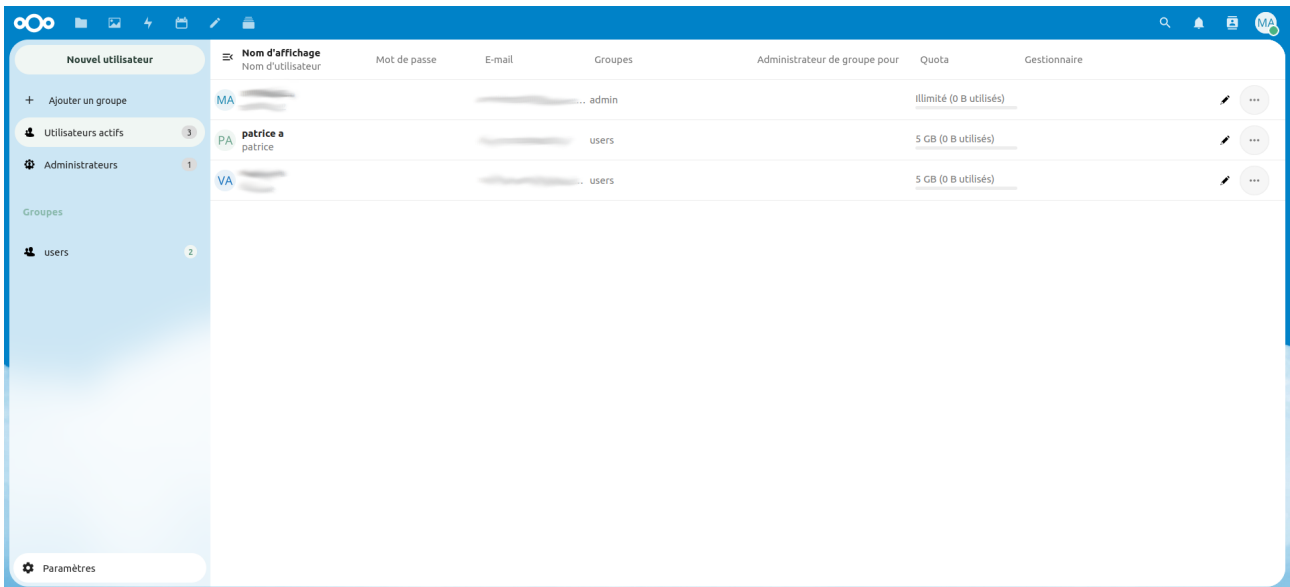 MA
Nouvel utilisateur
Ajouter un groupe
Utilisateurs actifs 3
Administrateurs 1
Groupes
users 2
Paramètres
Nom d'affichage
Nom d'utilisateur
Mot de passe E-mail Groupes Administrateur de groupe pour Quota Gestionnaire
MA ... admin Illimité (0 B utilisés)
PA patrice a
patrice
users 5 GB (0 B utilisés)
VA . users 5 GB (0 B utilisés)